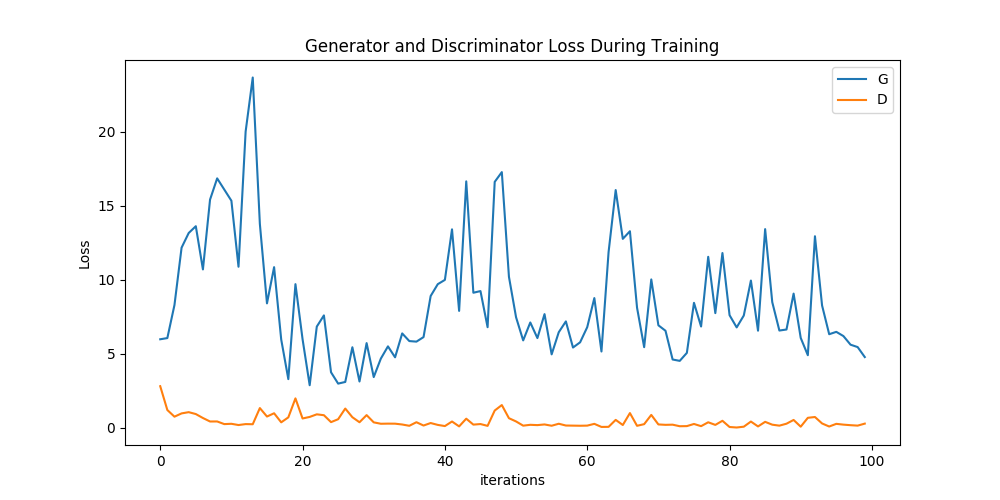 Generator and Discriminator Loss During Training
G
D
20
15
10
5
0
Loss
0 20 40 60 80 100
iterations